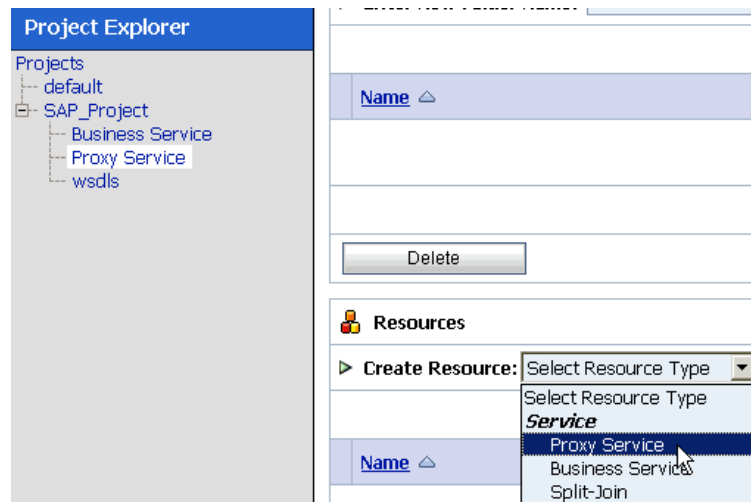 Project Explorer
Projects
default
SAP_Project
Business Service
Proxy Service
wsdls
Name
Delete
Resources
Create Resource: Select Resource Type
Select Resource Type
Service
Proxy Service
Business Service
Split-Join
Name